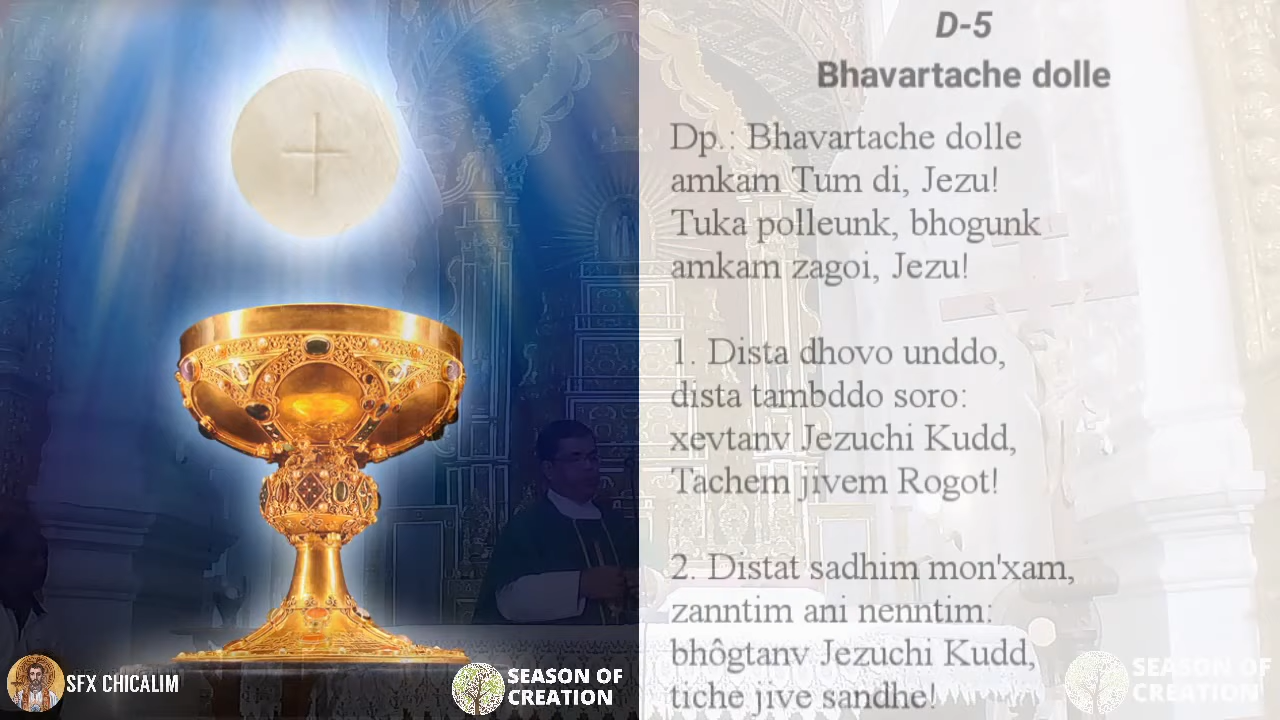 D-5
Bhavartache dolle
Dp.: Bhavartache dolle
amkam Tum di, Jezu!
Tuka polleunk, bhogunk
amkam zagoi, Jezu!
1. Dista dhovo unddo,
dista tambddo soro:
xevtanv Jezuchi Kudd,
Tachem jivem Rogot!
2. Distat sadhim mon'xam,
zanntim ani nenntim:
bhôgtanv Jezuchi Kudd,
tiche jive sandhe!
SFX CHICALIM
SEASON OF
CREATION
SEASON OF
CREATION